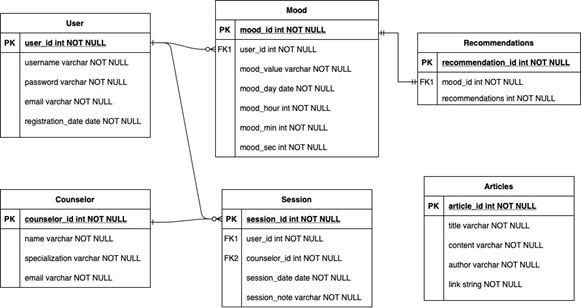 User
PK user_id int NOT NULL
username varchar NOT NULL
password varchar NOT NULL
email varchar NOT NULL
registration_date date NOT NULL
Mood
PK mood_id int NOT NULL
FK1 user_id int NOT NULL
mood_value varchar NOT NULL
mood_day date NOT NULL
mood_hour int NOT NULL
mood_min int NOT NULL
mood_sec int NOT NULL
Recommendations
PK recommendation_id int NOT NULL
FK1 mood_id int NOT NULL
recommendations int NOT NULL
Counselor
PK counselor_id int NOT NULL
name varchar NOT NULL
specialization varchar NOT NULL
email varchar NOT NULL
Session
PK session_id int NOT NULL
FK1 user_id int NOT NULL
FK2 counselor_id int NOT NULL
session_date date NOT NULL
session_note varchar NOT NULL
Articles
PK article_id int NOT NULL
title varchar NOT NULL
content varchar NOT NULL
author varchar NOT NULL
link string NOT NULL